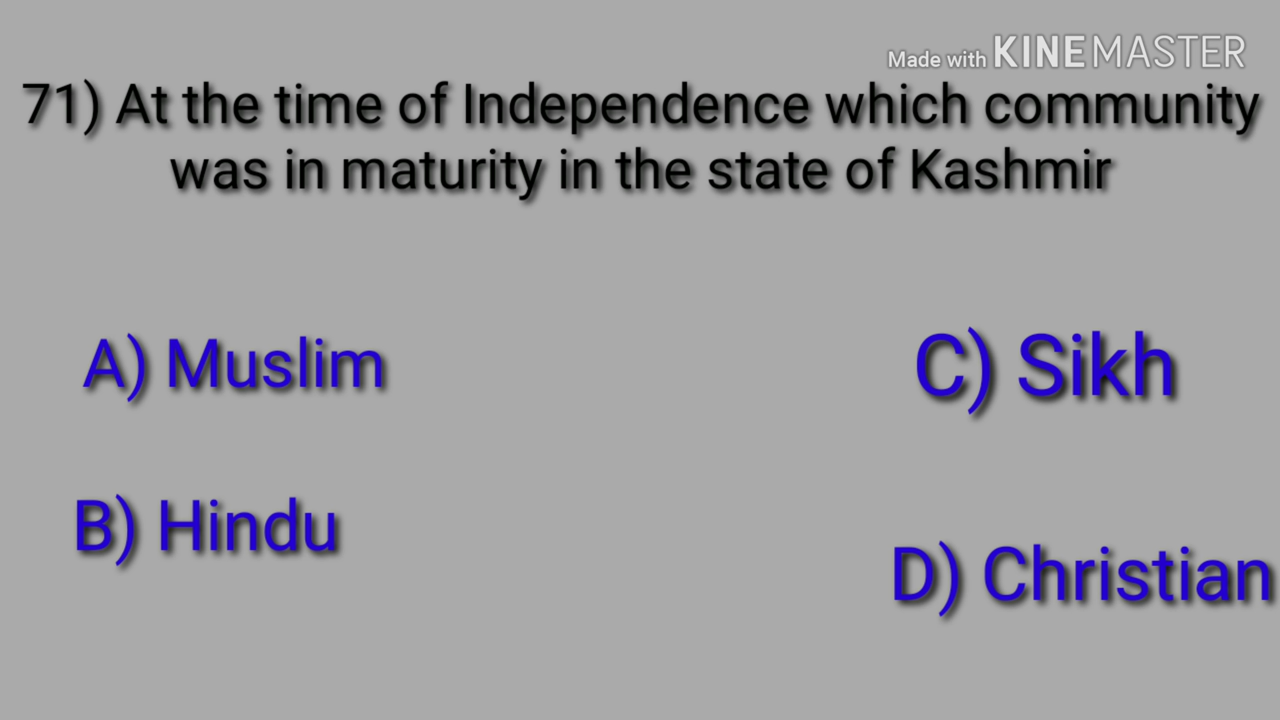 Made with KINEMASTER
71) At the time of Independence which community
was in maturity in the state of Kashmir
A) Muslim
C) Sikh
B) Hindu
D) Christian